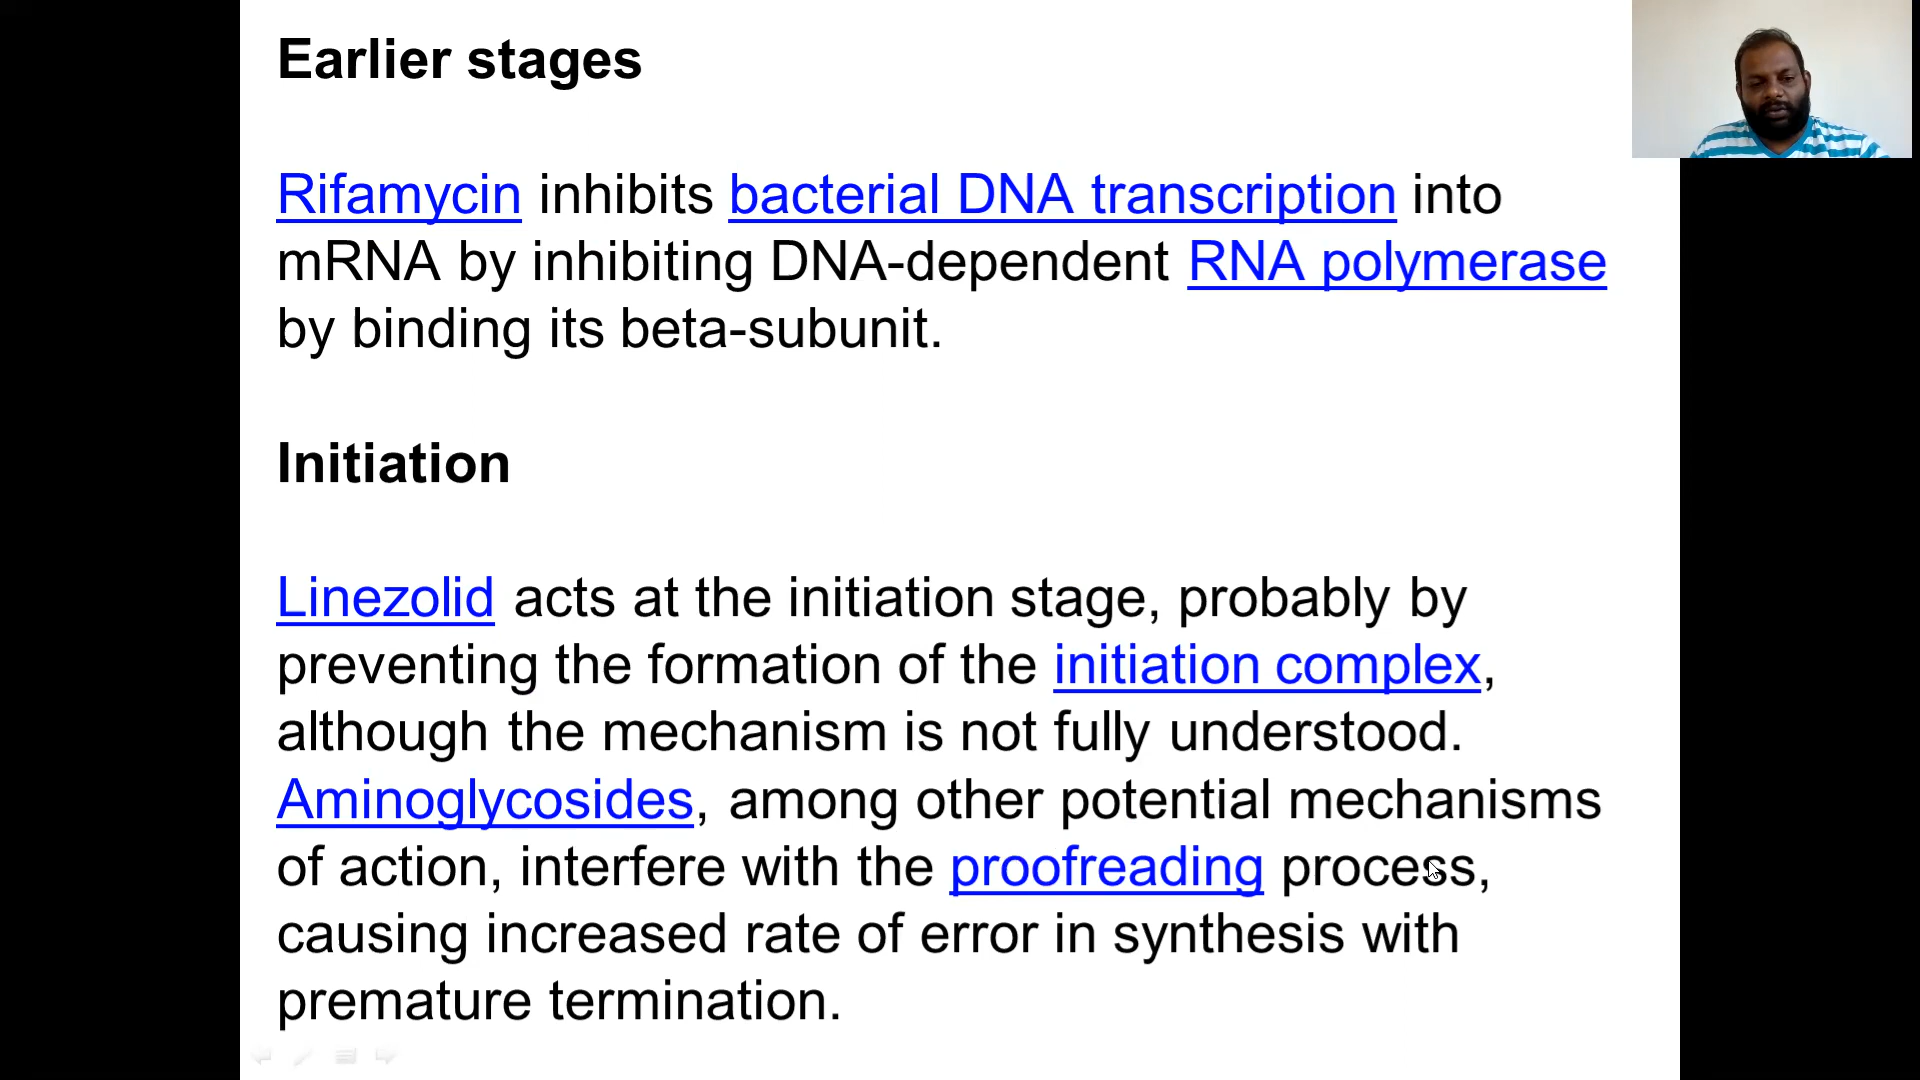 Earlier stages
Rifamycin inhibits bacterial DNA transcription into
mRNA by inhibiting DNA-dependent RNA polymerase
by binding its beta-subunit.
Initiation
Linezolid acts at the initiation stage, probably by
preventing the formation of the initiation complex,
although the mechanism is not fully understood.
Aminoglycosides, among other potential mechanisms
of action, interfere with the proofreading process,
causing increased rate of error in synthesis with
premature termination.